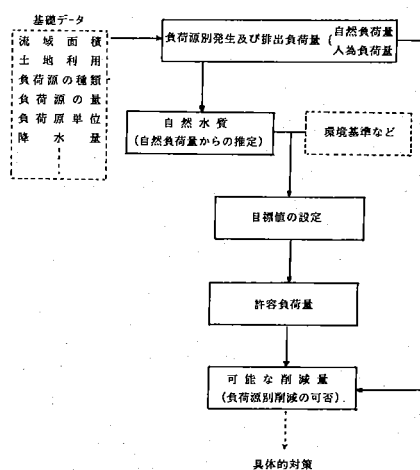 基礎データ
流域面積
土地利用
負荷源の種類
負荷源の量
負荷原単位
降水量
負荷源別発生及び排出負荷量 {自然負荷量
人為負荷量
自然水質
(自然負荷量からの推定)
環境基準など
目標値の設定
許容負荷量
可能な削減量
(負荷源別削減の可否)
具体的対策